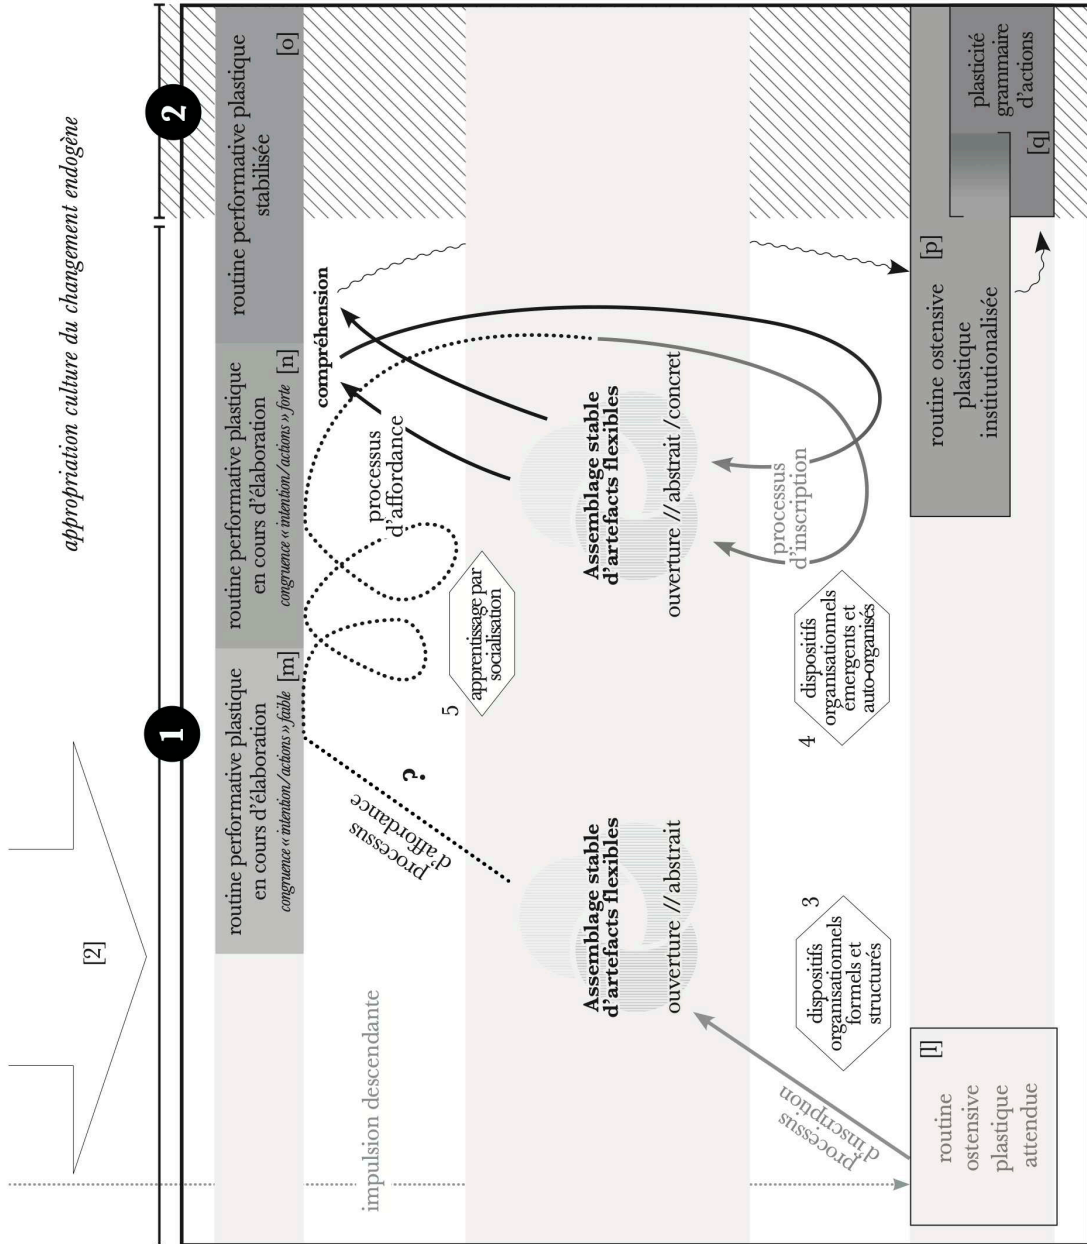 appropriation culture du changement endogène
[2]
1
2
routine performative plastique
en cours d'élaboration
congruence « intention/actions » faible
[m]
routine performative plastique
en cours d'élaboration
congruence « intention/actions » forte
[n]
routine performative plastique
stabilisée
[o]
impulsion descendante
processus
d'affordance
?
5
apprentissage par
socialisation
processus
d'affordance
compréhension
Assemblage stable
d'artefacts flexibles
ouverture // abstrait
Assemblage stable
d'artefacts flexibles
ouverture // abstrait /concret
processus
d'inscription
3
dispositifs
organisationnels
formels et
structurés
4
dispositifs
organisationnels
émergents et
auto-organisés
processus
d'inscription
[l]
routine
ostensive
plastique
attendue
routine ostensive
plastique
institutionalisée
[p]
plasticité
grammaire
d'actions
[q]